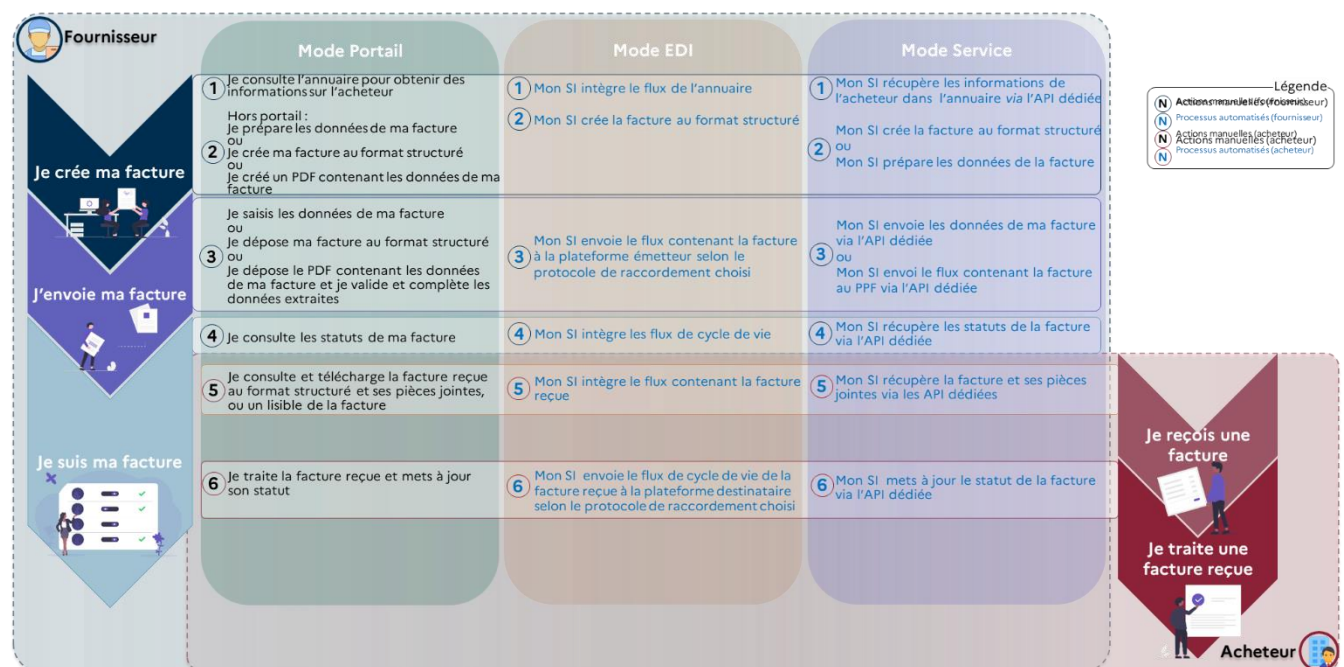 Fournisseur
Mode Portail
Mode EDI
Mode Service
Légende
N Actions manuelles (fournisseur)
N Processus automatisés (fournisseur)
N Actions manuelles (acheteur)
Actions manuelles (acheteur)
N Processus automatisés (acheteur)
Je crée ma facture
1 Je consulte l'annuaire pour obtenir des
informations sur l'acheteur
Hors portail :
Je prépare les données de ma facture
ou
2 Je crée ma facture au format structuré
ou
Je créé un PDF contenant les données de ma
facture
1 Mon SI intègre le flux de l'annuaire
2 Mon SI crée la facture au format structuré
1 Mon SI récupère les informations de
l'acheteur dans l'annuaire via l'API dédiée
Mon SI crée la facture au format structuré
2 ou
Mon SI prépare les données de la facture
J'envoie ma facture
Je saisis les données de ma facture
ou
Je dépose ma facture au format structuré
3 ou
Je dépose le PDF contenant les données
de ma facture et je valide et complète les
données extraites
Mon SI envoie le flux contenant la facture
3 à la plateforme émetteur selon le
protocole de raccordement choisi
Mon SI envoie les données de ma facture
via l'API dédiée
3 ou
Mon SI envoi le flux contenant la facture
au PPF via l'API dédiée
Je suis ma facture
4 Je consulte les statuts de ma facture
4 Mon SI intègre les flux de cycle de vie
4 Mon SI récupère les statuts de la facture
via l'API dédiée
Je consulte et télécharge la facture reçue
5 au format structuré et ses pièces jointes,
ou un lisible de la facture
5 Mon SI intègre le flux contenant la facture
reçue
5 Mon SI récupère la facture et ses pièces
jointes via les API dédiées
Je reçois une
facture
6 Je traite la facture reçue et mets à jour
son statut
Mon SI envoie le flux de cycle de vie de la
6 facture reçue à la plateforme destinataire
selon le protocole de raccordement choisi
6 Mon SI mets à jour le statut de la facture
via l'API dédiée
Je traite une
facture reçue
Acheteur